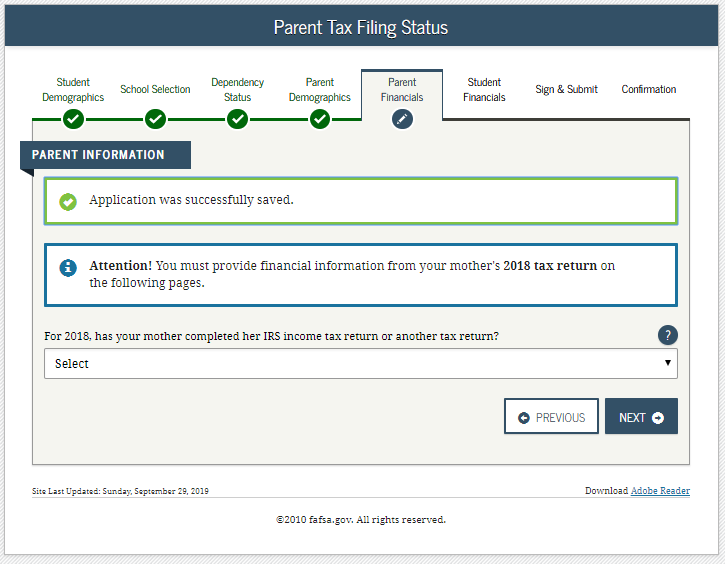 Parent Tax Filing Status
Student
Demographics
School Selection
Dependency
Status
Parent
Demographics
Parent
Financials
Student
Financials
Sign & Submit
Confirmation
PARENT INFORMATION
Application was successfully saved.
Attention! You must provide financial information from your mother's 2018 tax return on
the following pages.
For 2018, has your mother completed her IRS income tax return or another tax return?
?
Select
PREVIOUS
NEXT
Site Last Updated: Sunday, September 29, 2019
Download Adobe Reader
©2010 fafsa.gov. All rights reserved.